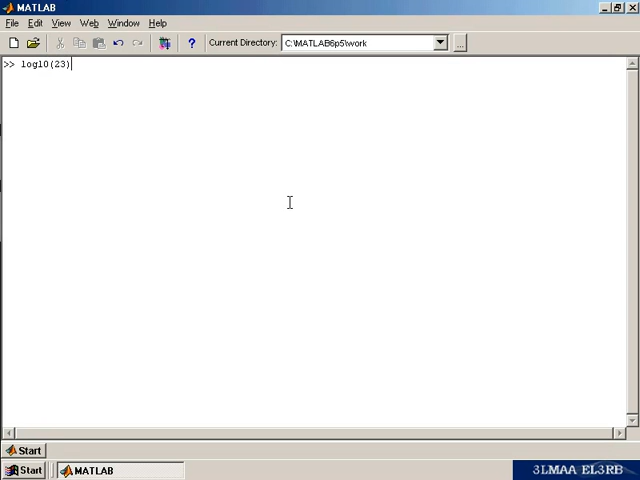 MATLAB
File Edit View Web Window Help
Current Directory: C:\MATLAB6p5\work
>> log10(23)
Start
Start MATLAB
3LMAA EL3RB